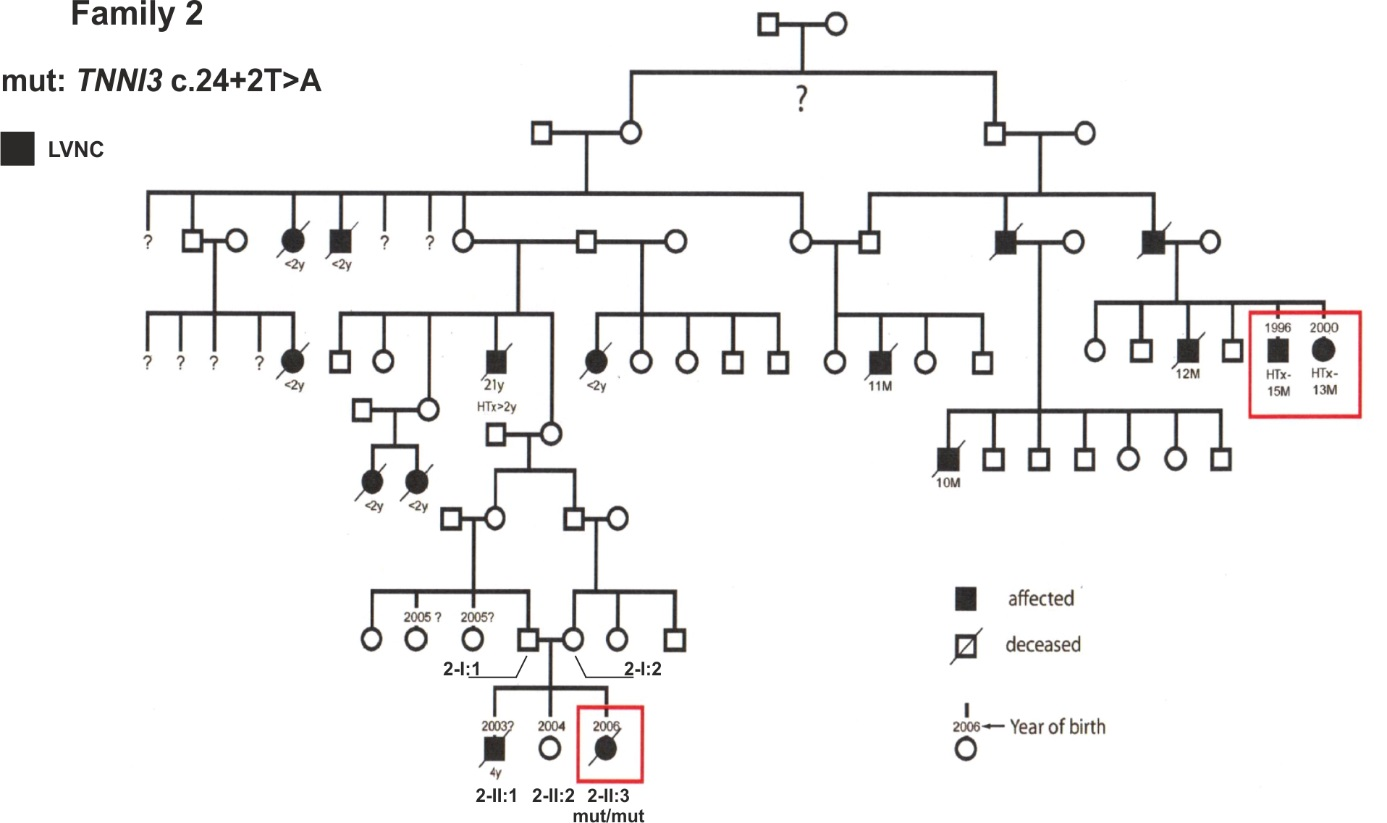 Family 2
mut: TNNI3 c.24+2T>A
LVNC
?
? <2y <2y ? ?
1996 2000
? ? ? ? <2y
21y
HTx>2y
<2y
11M
12M
HTx-
15M
HTx-
13M
<2y <2y
10M
2005 ? 2005?
2-I:1 2-I:2
2003? 2004 2006
4y
2-II:1 2-II:2 2-II:3
mut/mut
affected
deceased
2006 Year of birth